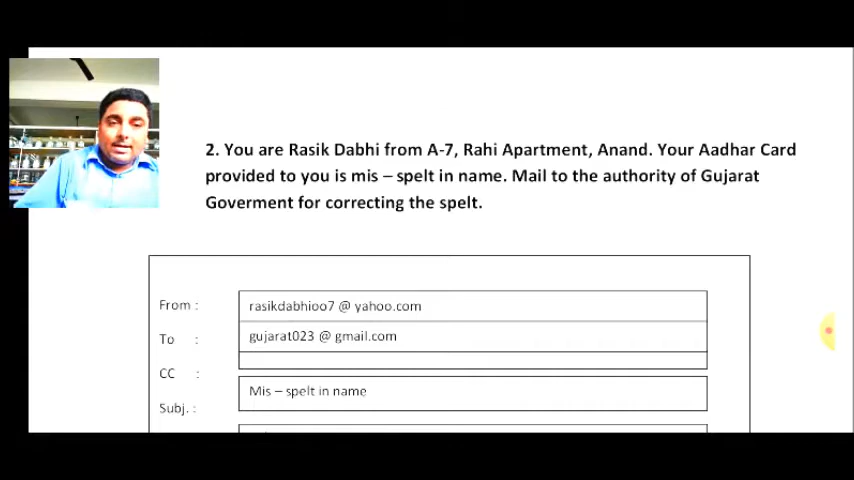 2. You are Rasik Dabhi from A-7, Rahi Apartment, Anand. Your Aadhar Card
provided to you is mis – spelt in name. Mail to the authority of Gujarat
Goverment for correcting the spelt.
From :
rasikdabhioo7 @ yahoo.com
To :
gujarat023 @ gmail.com
CC :
Subj. :
Mis – spelt in name